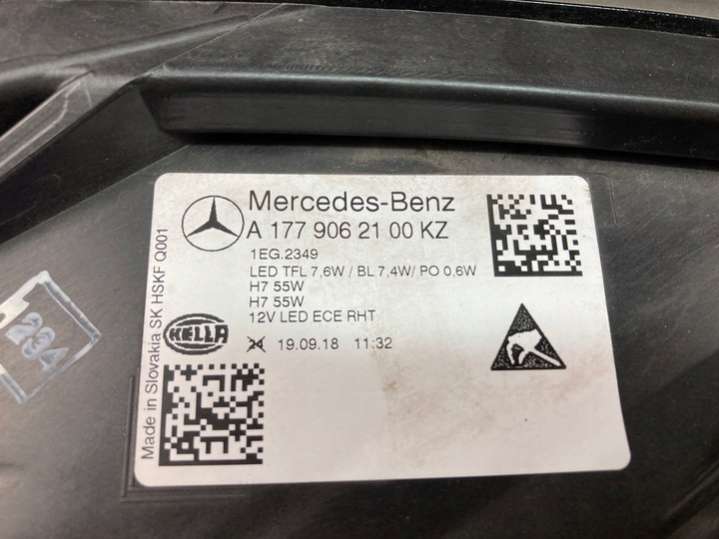 Mercedes-Benz
A 177 906 21 00 KZ
1EG.2349
LED TFL 7,6W / BL 7,4W/ PO 0,6W
H7 55W
H7 55W
12V LED ECE RHT
HELLA
24 19.09.18 11:32
Made in Slovakia SK HSKF Q001
294